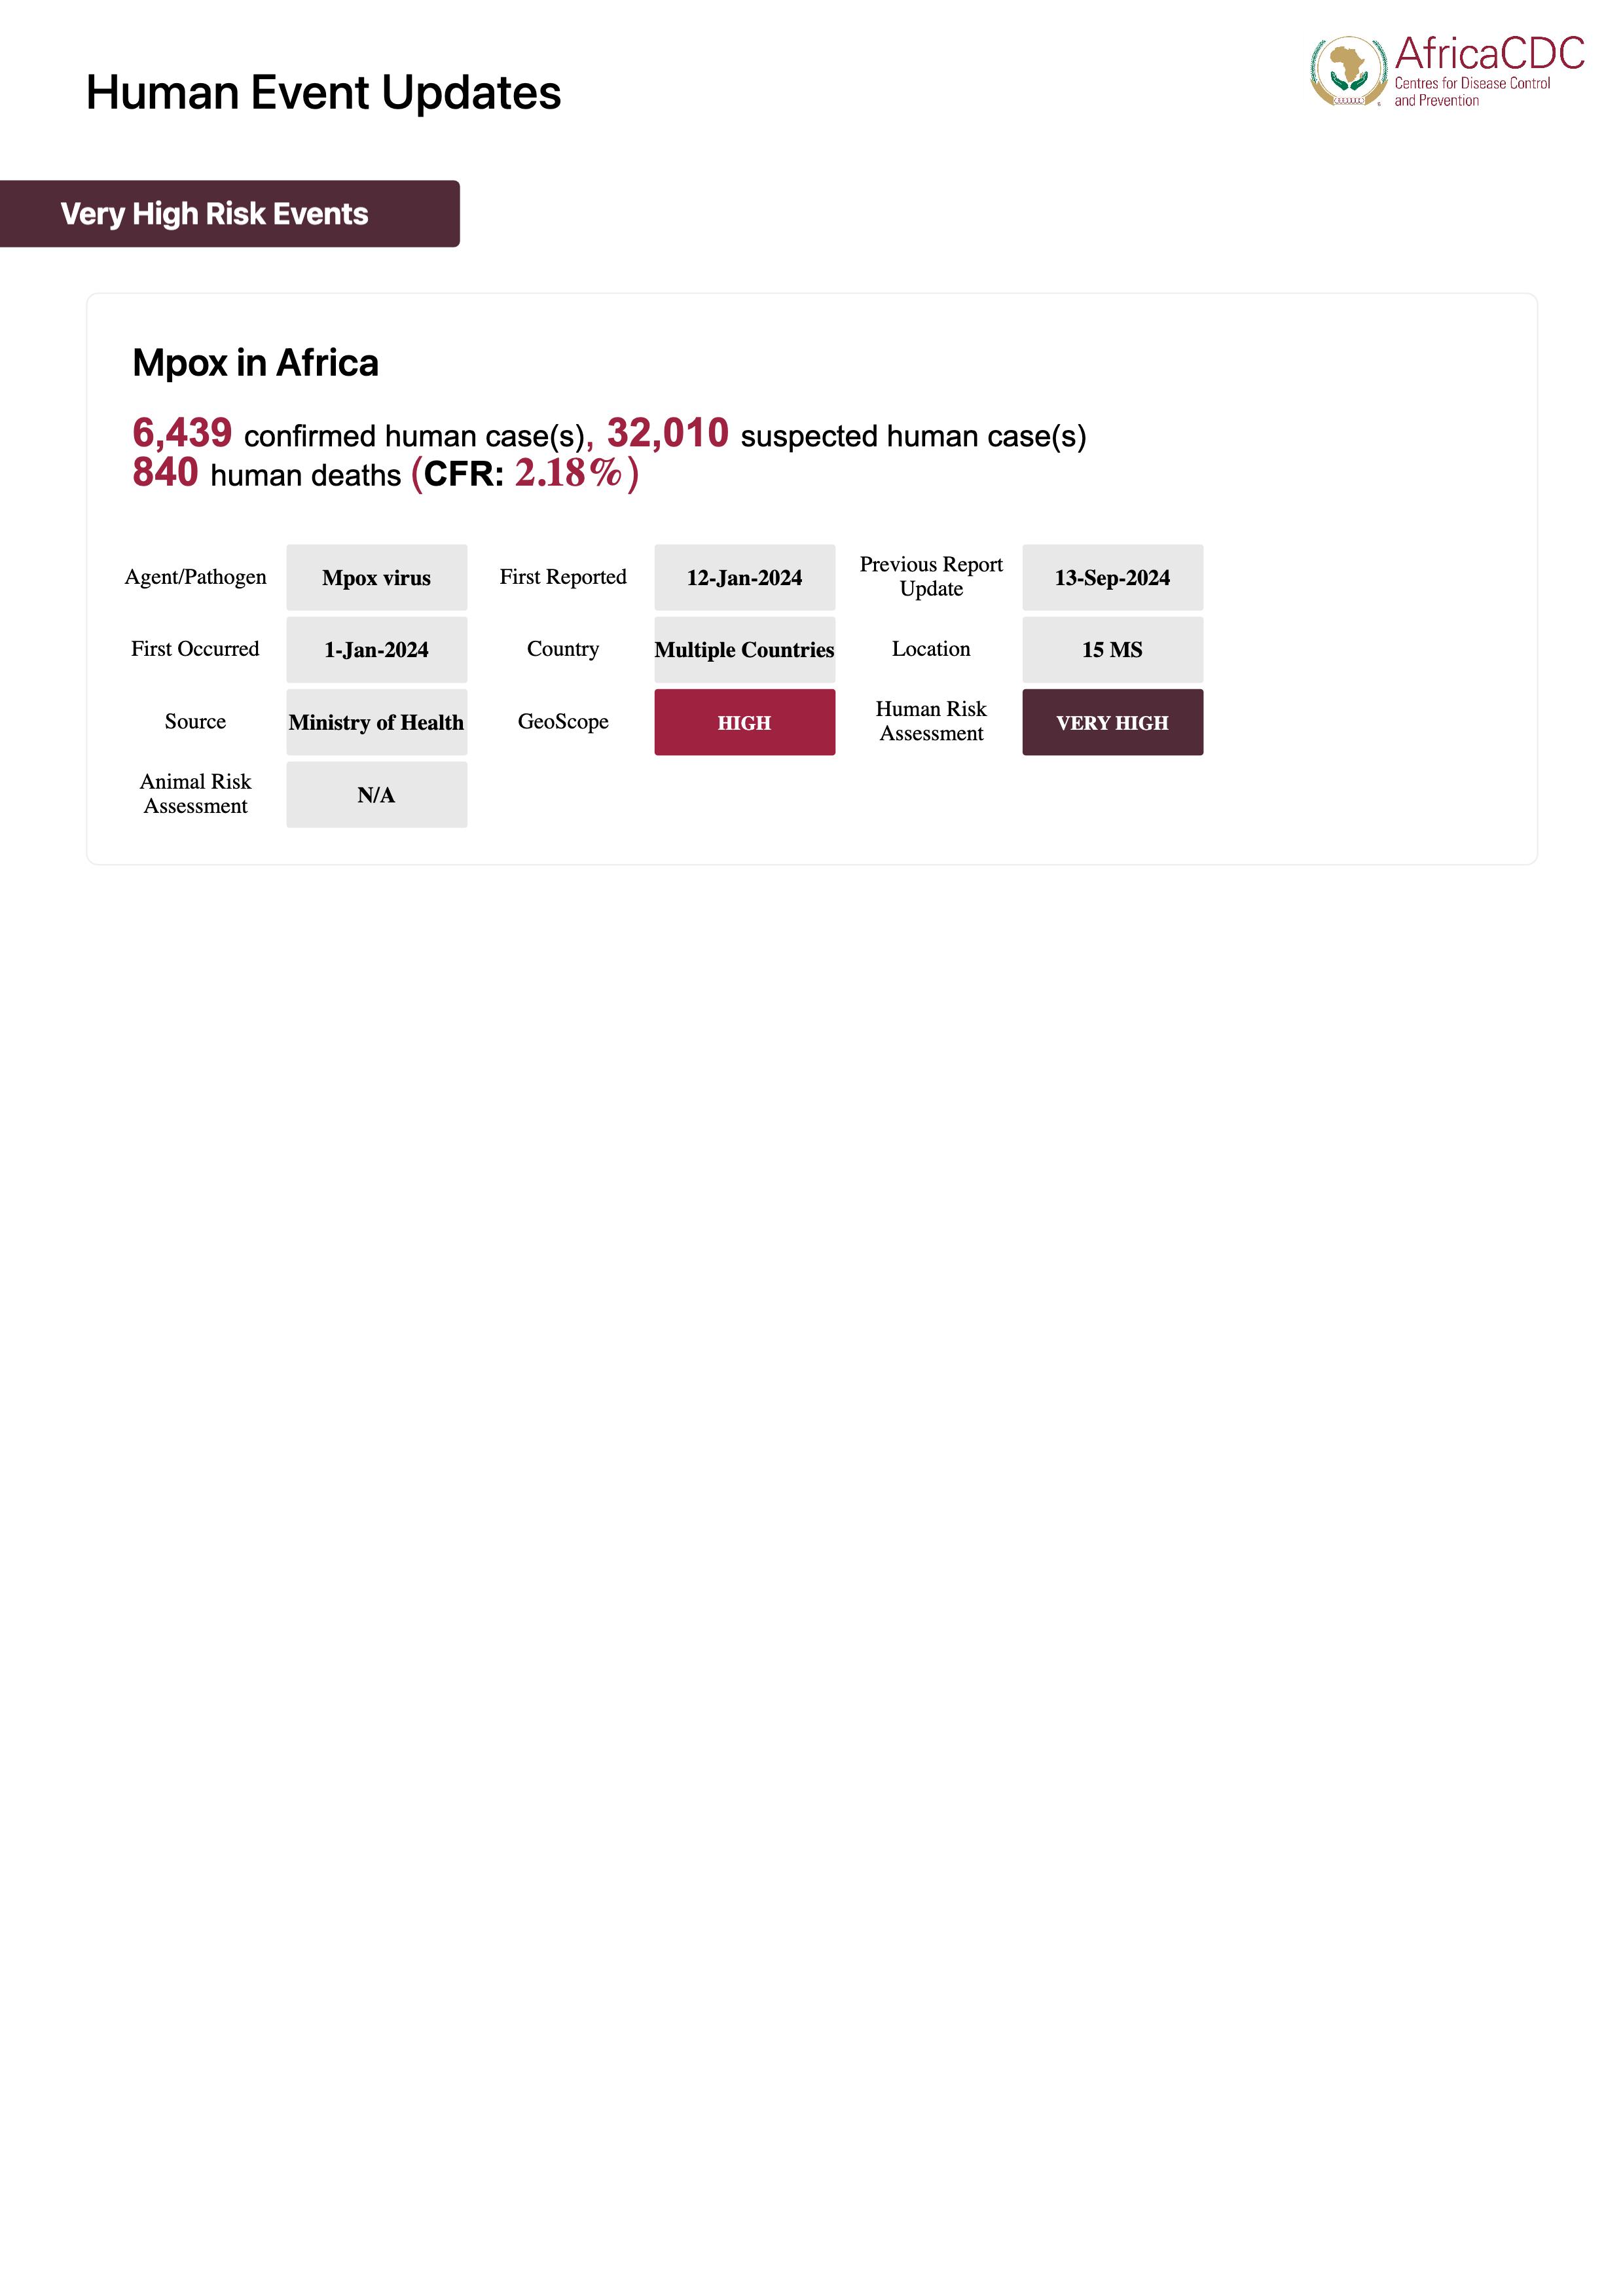 AfricaCDC
Centres for Disease Control
and Prevention
Human Event Updates
Very High Risk Events
Mpox in Africa
6,439 confirmed human case(s), 32,010 suspected human case(s)
840 human deaths (CFR: 2.18%)
Agent/Pathogen
Mpox virus
First Reported
12-Jan-2024
Previous Report
Update
13-Sep-2024
First Occurred
1-Jan-2024
Country
Multiple Countries
Location
15 MS
Source
Ministry of Health
GeoScope
HIGH
Human Risk
Assessment
VERY HIGH
Animal Risk
Assessment
N/A